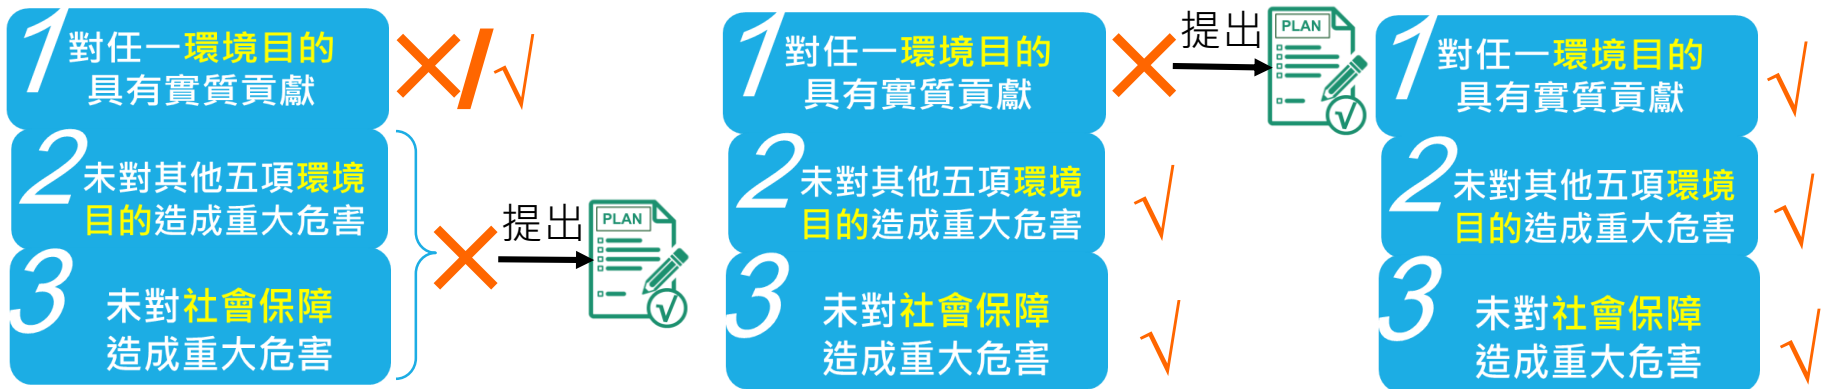 1
對任一環境目的
具有實質貢獻
2
未對其他五項環境
目的造成重大危害
3
未對社會保障
造成重大危害
提出
PLAN
1
對任一環境目的
具有實質貢獻
2
未對其他五項環境
目的造成重大危害
3
未對社會保障
造成重大危害
提出
PLAN
1
對任一環境目的
具有實質貢獻
2
未對其他五項環境
目的造成重大危害
3
未對社會保障
造成重大危害